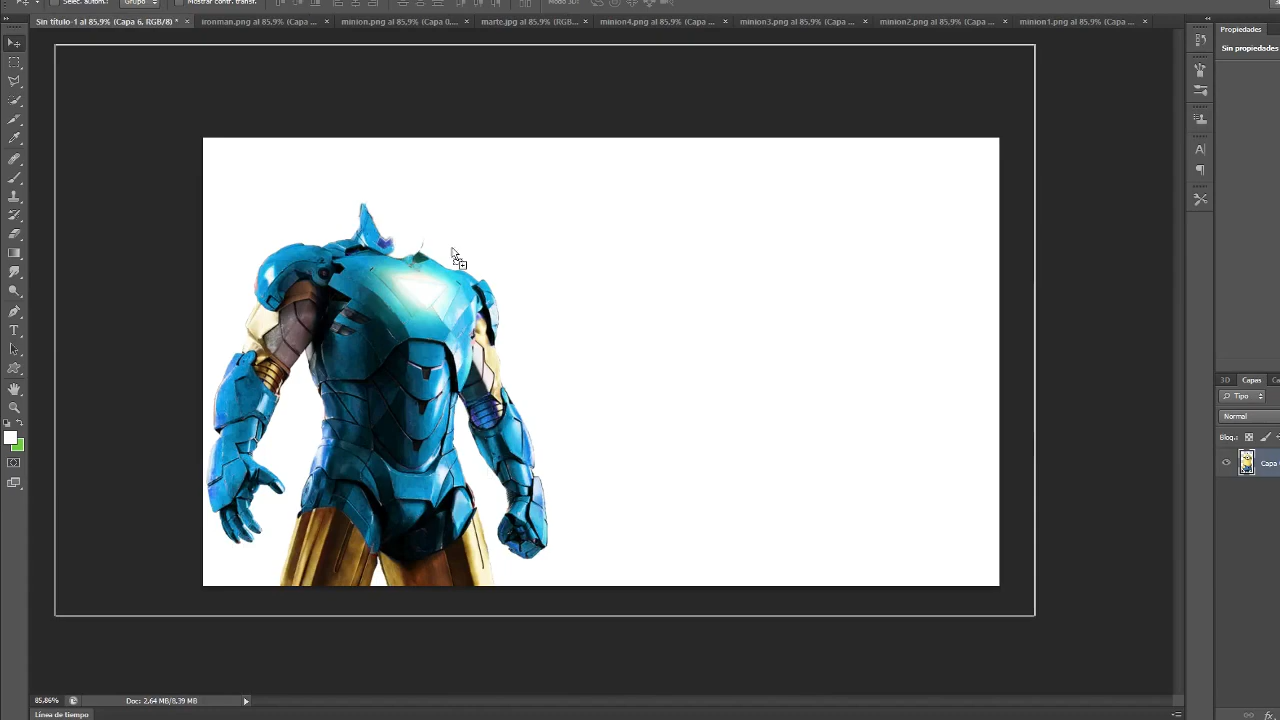 Selec. autom.: Grupo Mostrar contr. transf. Modo 3D:
Sin título-1 al 85,9% (Capa 6, RGB/8) * × ironman.png al 85,9% (Capa ... × minion.png al 85,9% (Capa 0,... × marte.jpg al 85,9% (RGB... × minion4.png al 85,9% (Capa ... × minion3.png al 85,9% (Capa ... × minion2.png al 85,9% (Capa ... × minion1.png al 85,9% (Capa ... ×
Propiedades
Sin propiedades
3D Capas
Tipo
Normal
Bloq.:
Capa
85,86% Doc: 2,64 MB/8,39 MB
Línea de tiempo